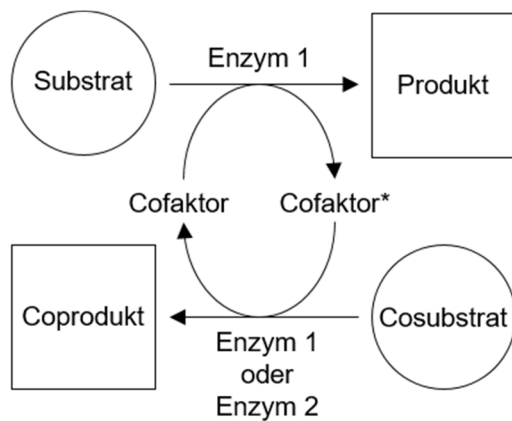 Enzym 1
Substrat
Produkt
Cofaktor
Cofaktor*
Coprodukt
Cosubstrat
Enzym 1
oder
Enzym 2